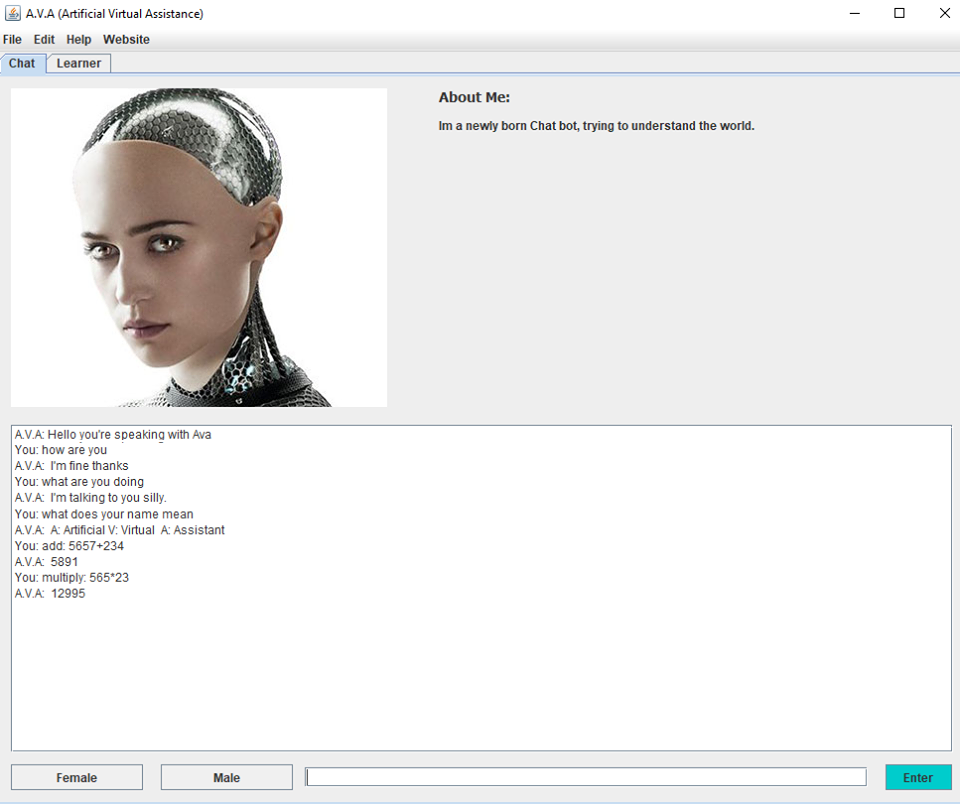 A.V.A (Artificial Virtual Assistance)
File Edit Help Website
Chat Learner
About Me:
Im a newly born Chat bot, trying to understand the world.
A.V.A: Hello you're speaking with Ava
You: how are you
A.V.A:  I'm fine thanks
You: what are you doing
A.V.A:  I'm talking to you silly.
You: what does your name mean
A.V.A:  A: Artificial V: Virtual  A: Assistant
You: add: 5657+234
A.V.A:  5891
You: multiply: 565*23
A.V.A:  12995
Female Male Enter